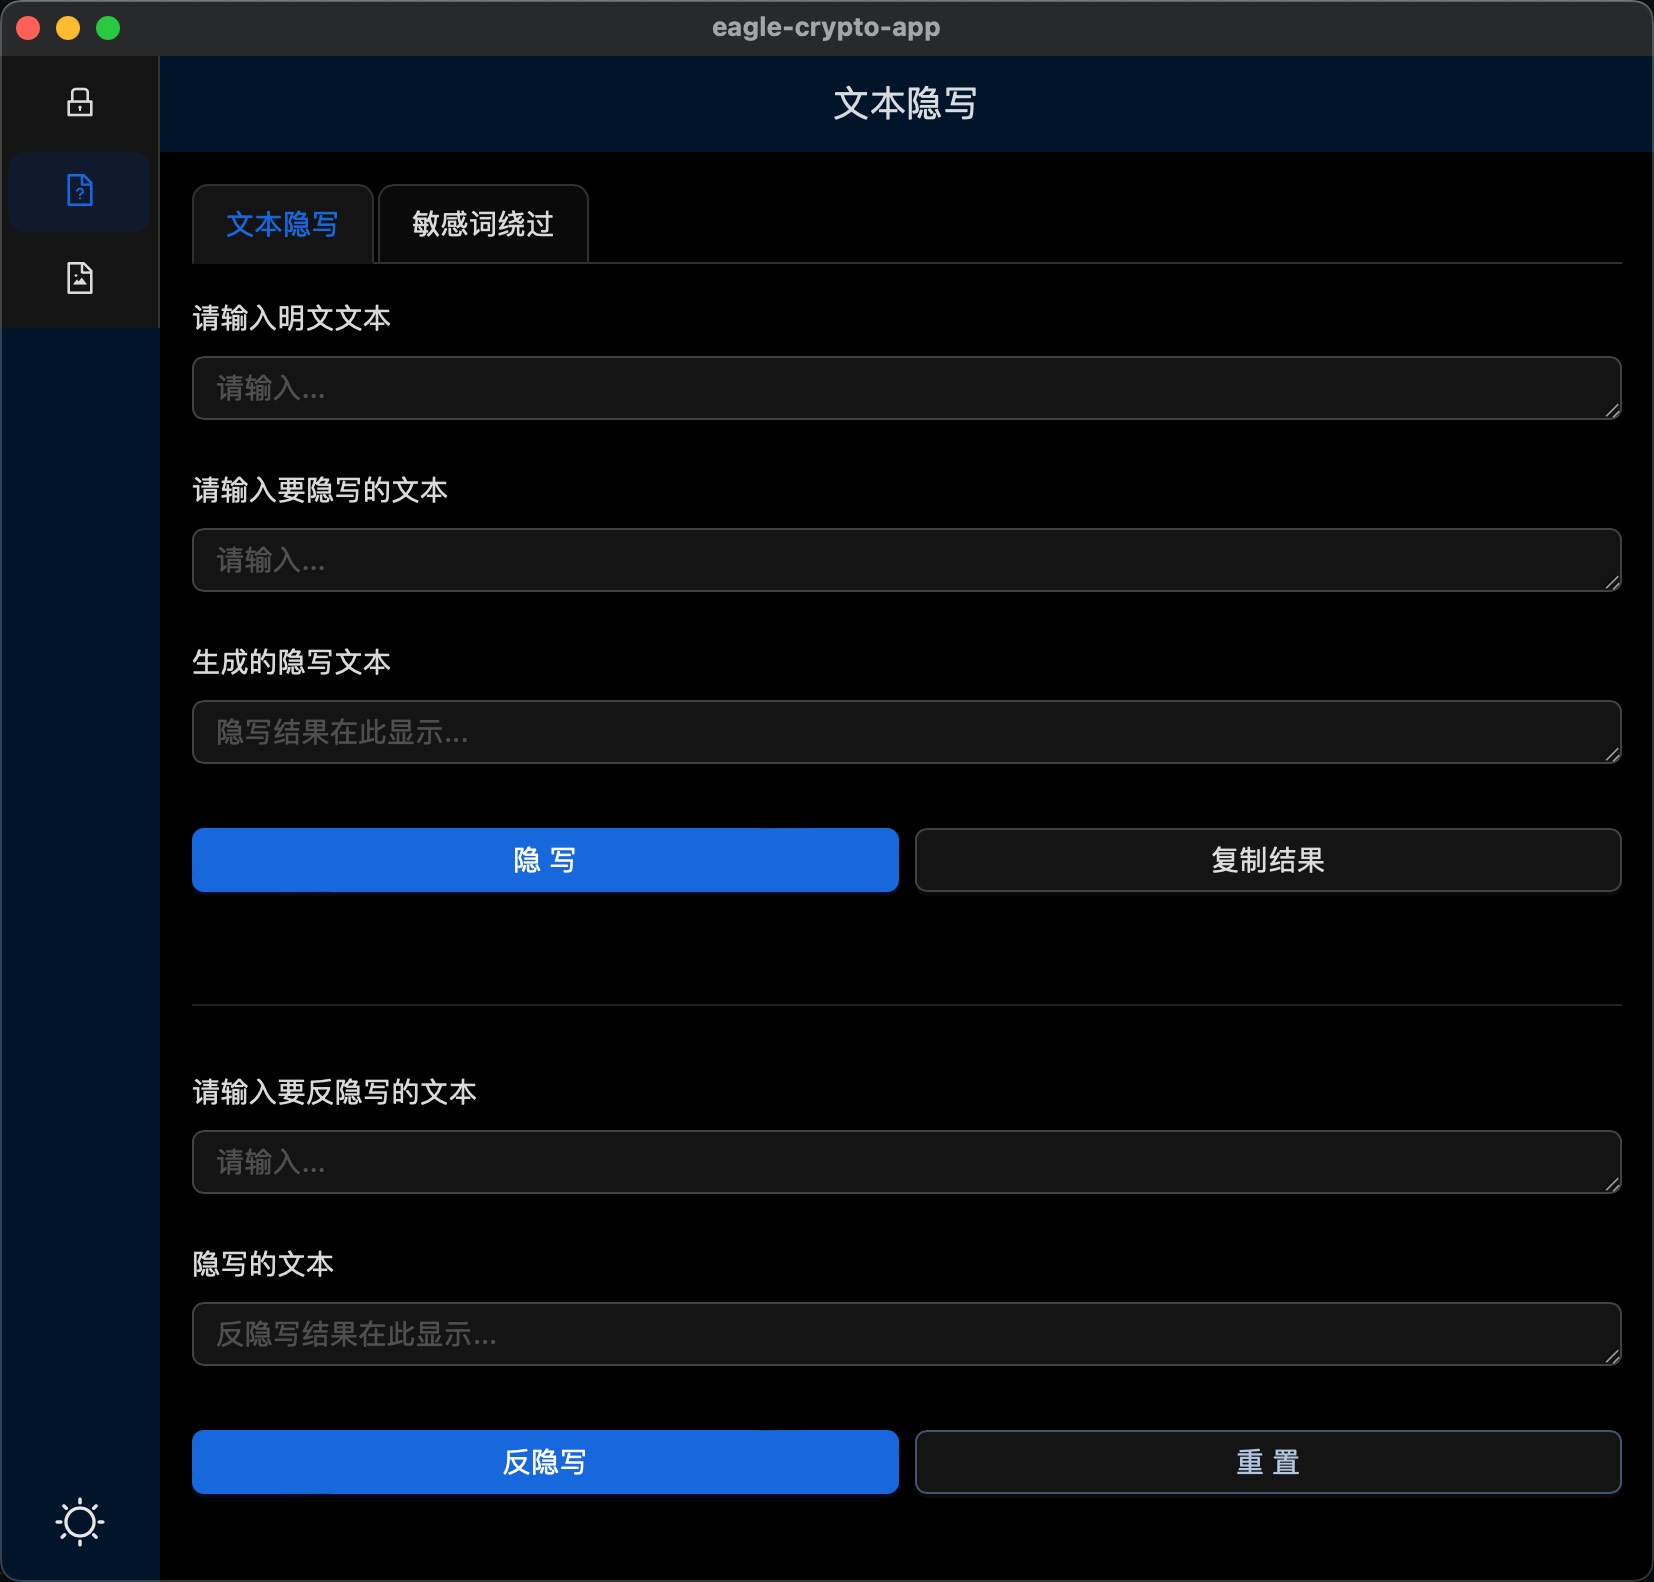 eagle-crypto-app
文本隐写
文本隐写
敏感词绕过
请输入明文文本
请输入...
请输入要隐写的文本
请输入...
生成的隐写文本
隐写结果在此显示...
隐 写
复制结果
请输入要反隐写的文本
请输入...
隐写的文本
反隐写结果在此显示...
反隐写
重 置